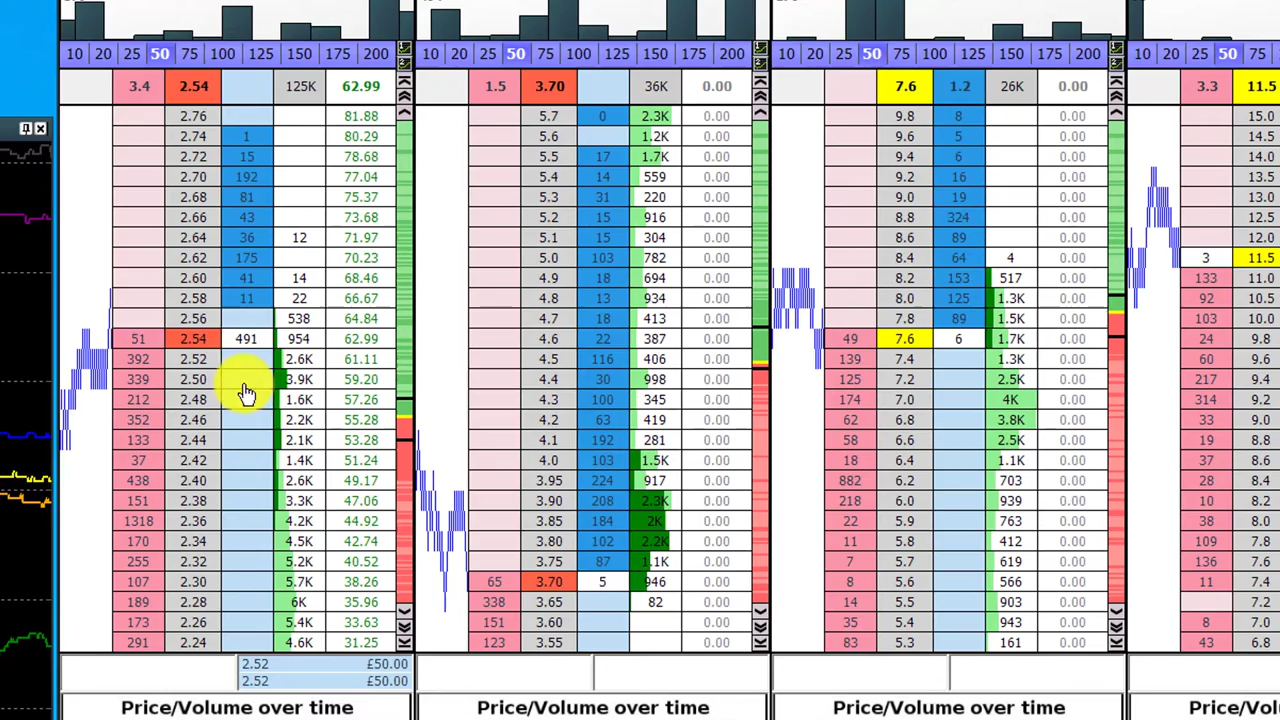 10 20 25 50 75 100 125 150 175 200 10 20 25 50 75 100 125 150 175 200 10 20 25 50 75 100 125 150 175 200 10 20 25 50 75
3.4 2.54 125K 62.99 1.5 3.70 36K 0.00 7.6 1.2 26K 0.00 3.3 11.5
2.76 81.88 5.7 0 2.3K 0.00 9.8 8 0.00 15.0
2.74 1 80.29 5.6 1.2K 0.00 9.6 5 0.00 14.5
2.72 15 78.68 5.5 17 1.7K 0.00 9.4 6 0.00 14.0
2.70 192 77.04 5.4 14 559 0.00 9.2 16 0.00 13.5
2.68 81 75.37 5.3 31 220 0.00 9.0 19 0.00 13.0
2.66 43 73.68 5.2 15 916 0.00 8.8 324 0.00 12.5
2.64 36 12 71.97 5.1 15 304 0.00 8.6 89 0.00 12.0
2.62 175 70.23 5.0 103 782 0.00 8.4 64 4 0.00 3 11.5
2.60 41 14 68.46 4.9 18 694 0.00 8.2 153 517 0.00 133 11.0
2.58 11 22 66.67 4.8 13 934 0.00 8.0 125 1.3K 0.00 92 10.5
2.56 538 64.84 4.7 18 413 0.00 7.8 89 1.5K 0.00 103 10.0
51 2.54 491 954 62.99 4.6 22 387 0.00 49 7.6 6 1.7K 0.00 24 9.8
392 2.52 2.6K 61.11 4.5 116 406 0.00 139 7.4 1.3K 0.00 60 9.6
339 2.50 3.9K 59.20 4.4 30 998 0.00 125 7.2 2.5K 0.00 217 9.4
212 2.48 1.6K 57.26 4.3 100 345 0.00 174 7.0 4K 0.00 314 9.2
352 2.46 2.2K 55.28 4.2 63 419 0.00 62 6.8 3.8K 0.00 33 9.0
133 2.44 2.1K 53.28 4.1 192 281 0.00 58 6.6 2.5K 0.00 19 8.8
37 2.42 1.4K 51.24 4.0 103 1.5K 0.00 18 6.4 1.1K 0.00 37 8.6
438 2.40 2.6K 49.17 3.95 224 917 0.00 882 6.2 703 0.00 28 8.4
151 2.38 3.3K 47.06 3.90 208 2.3K 0.00 218 6.0 939 0.00 10 8.2
1318 2.36 4.2K 44.92 3.85 184 2K 0.00 22 5.9 763 0.00 38 8.0
170 2.34 4.5K 42.74 3.80 102 2.2K 0.00 11 5.8 412 0.00 109 7.8
255 2.32 5.2K 40.52 3.75 87 1.1K 0.00 7 5.7 619 0.00 136 7.6
107 2.30 5.7K 38.26 65 3.70 5 946 0.00 8 5.6 566 0.00 11 7.4
189 2.28 6K 35.96 338 3.65 82 0.00 14 5.5 903 0.00 7.2
173 2.26 5.4K 33.63 151 3.60 0.00 35 5.4 943 0.00 8 7.0
291 2.24 4.6K 31.25 123 3.55 0.00 83 5.3 161 0.00 43 6.8
2.52 £50.00
2.52 £50.00
Price/Volume over time Price/Volume over time Price/Volume over time Price/Vo